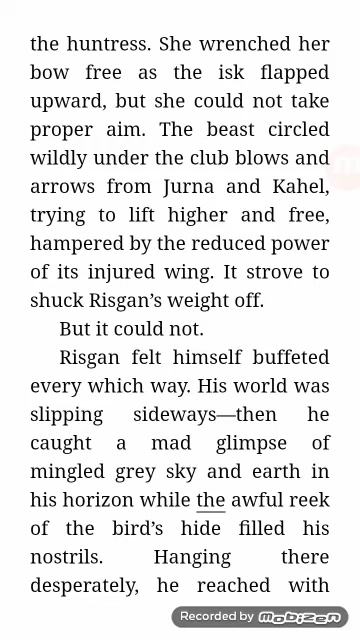 the huntress. She wrenched her
bow free as the isk flapped
upward, but she could not take
proper aim. The beast circled
wildly under the club blows and
arrows from Jurna and Kahel,
trying to lift higher and free,
hampered by the reduced power
of its injured wing. It strove to
shuck Risgan’s weight off.
But it could not.
Risgan felt himself buffeted
every which way. His world was
slipping sideways—then he
caught a mad glimpse of
mingled grey sky and earth in
his horizon while the awful reek
of the bird’s hide filled his
nostrils. Hanging there
desperately, he reached with
Recorded by mobizen